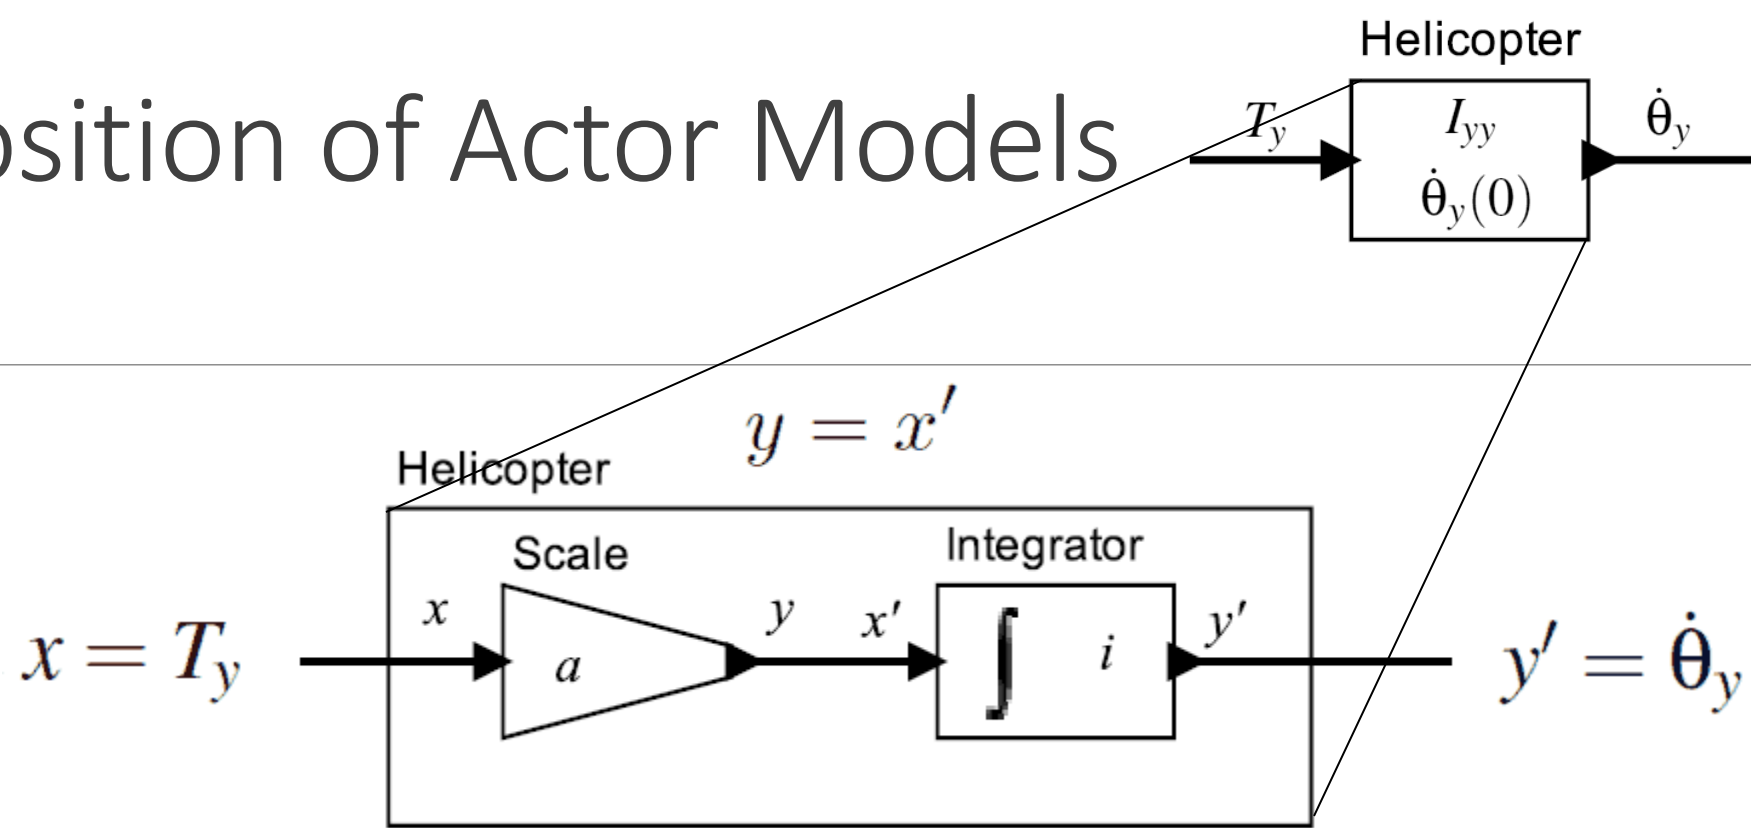 Helicopter
osition of Actor Models
T_y
I_yy
θ̇_y
θ̇_y(0)
y = x′
Helicopter
Scale
Integrator
x
y
x′
y′
x = T_y
a
∫ i
y′ = θ̇_y